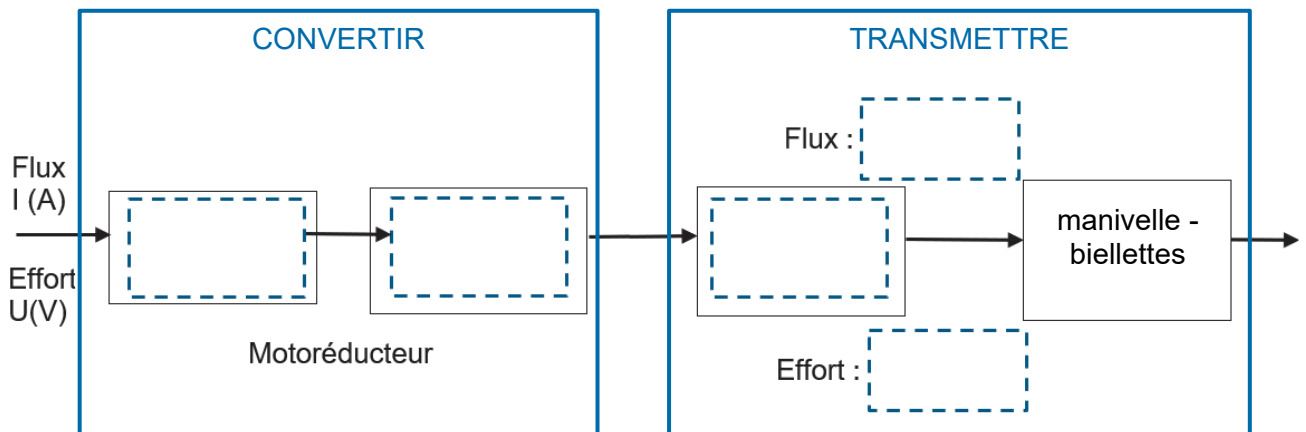 CONVERTIR
TRANSMETTRE
Flux
I (A)
Effort
U(V)
Motoréducteur
Flux :
Effort :
manivelle -
biellettes